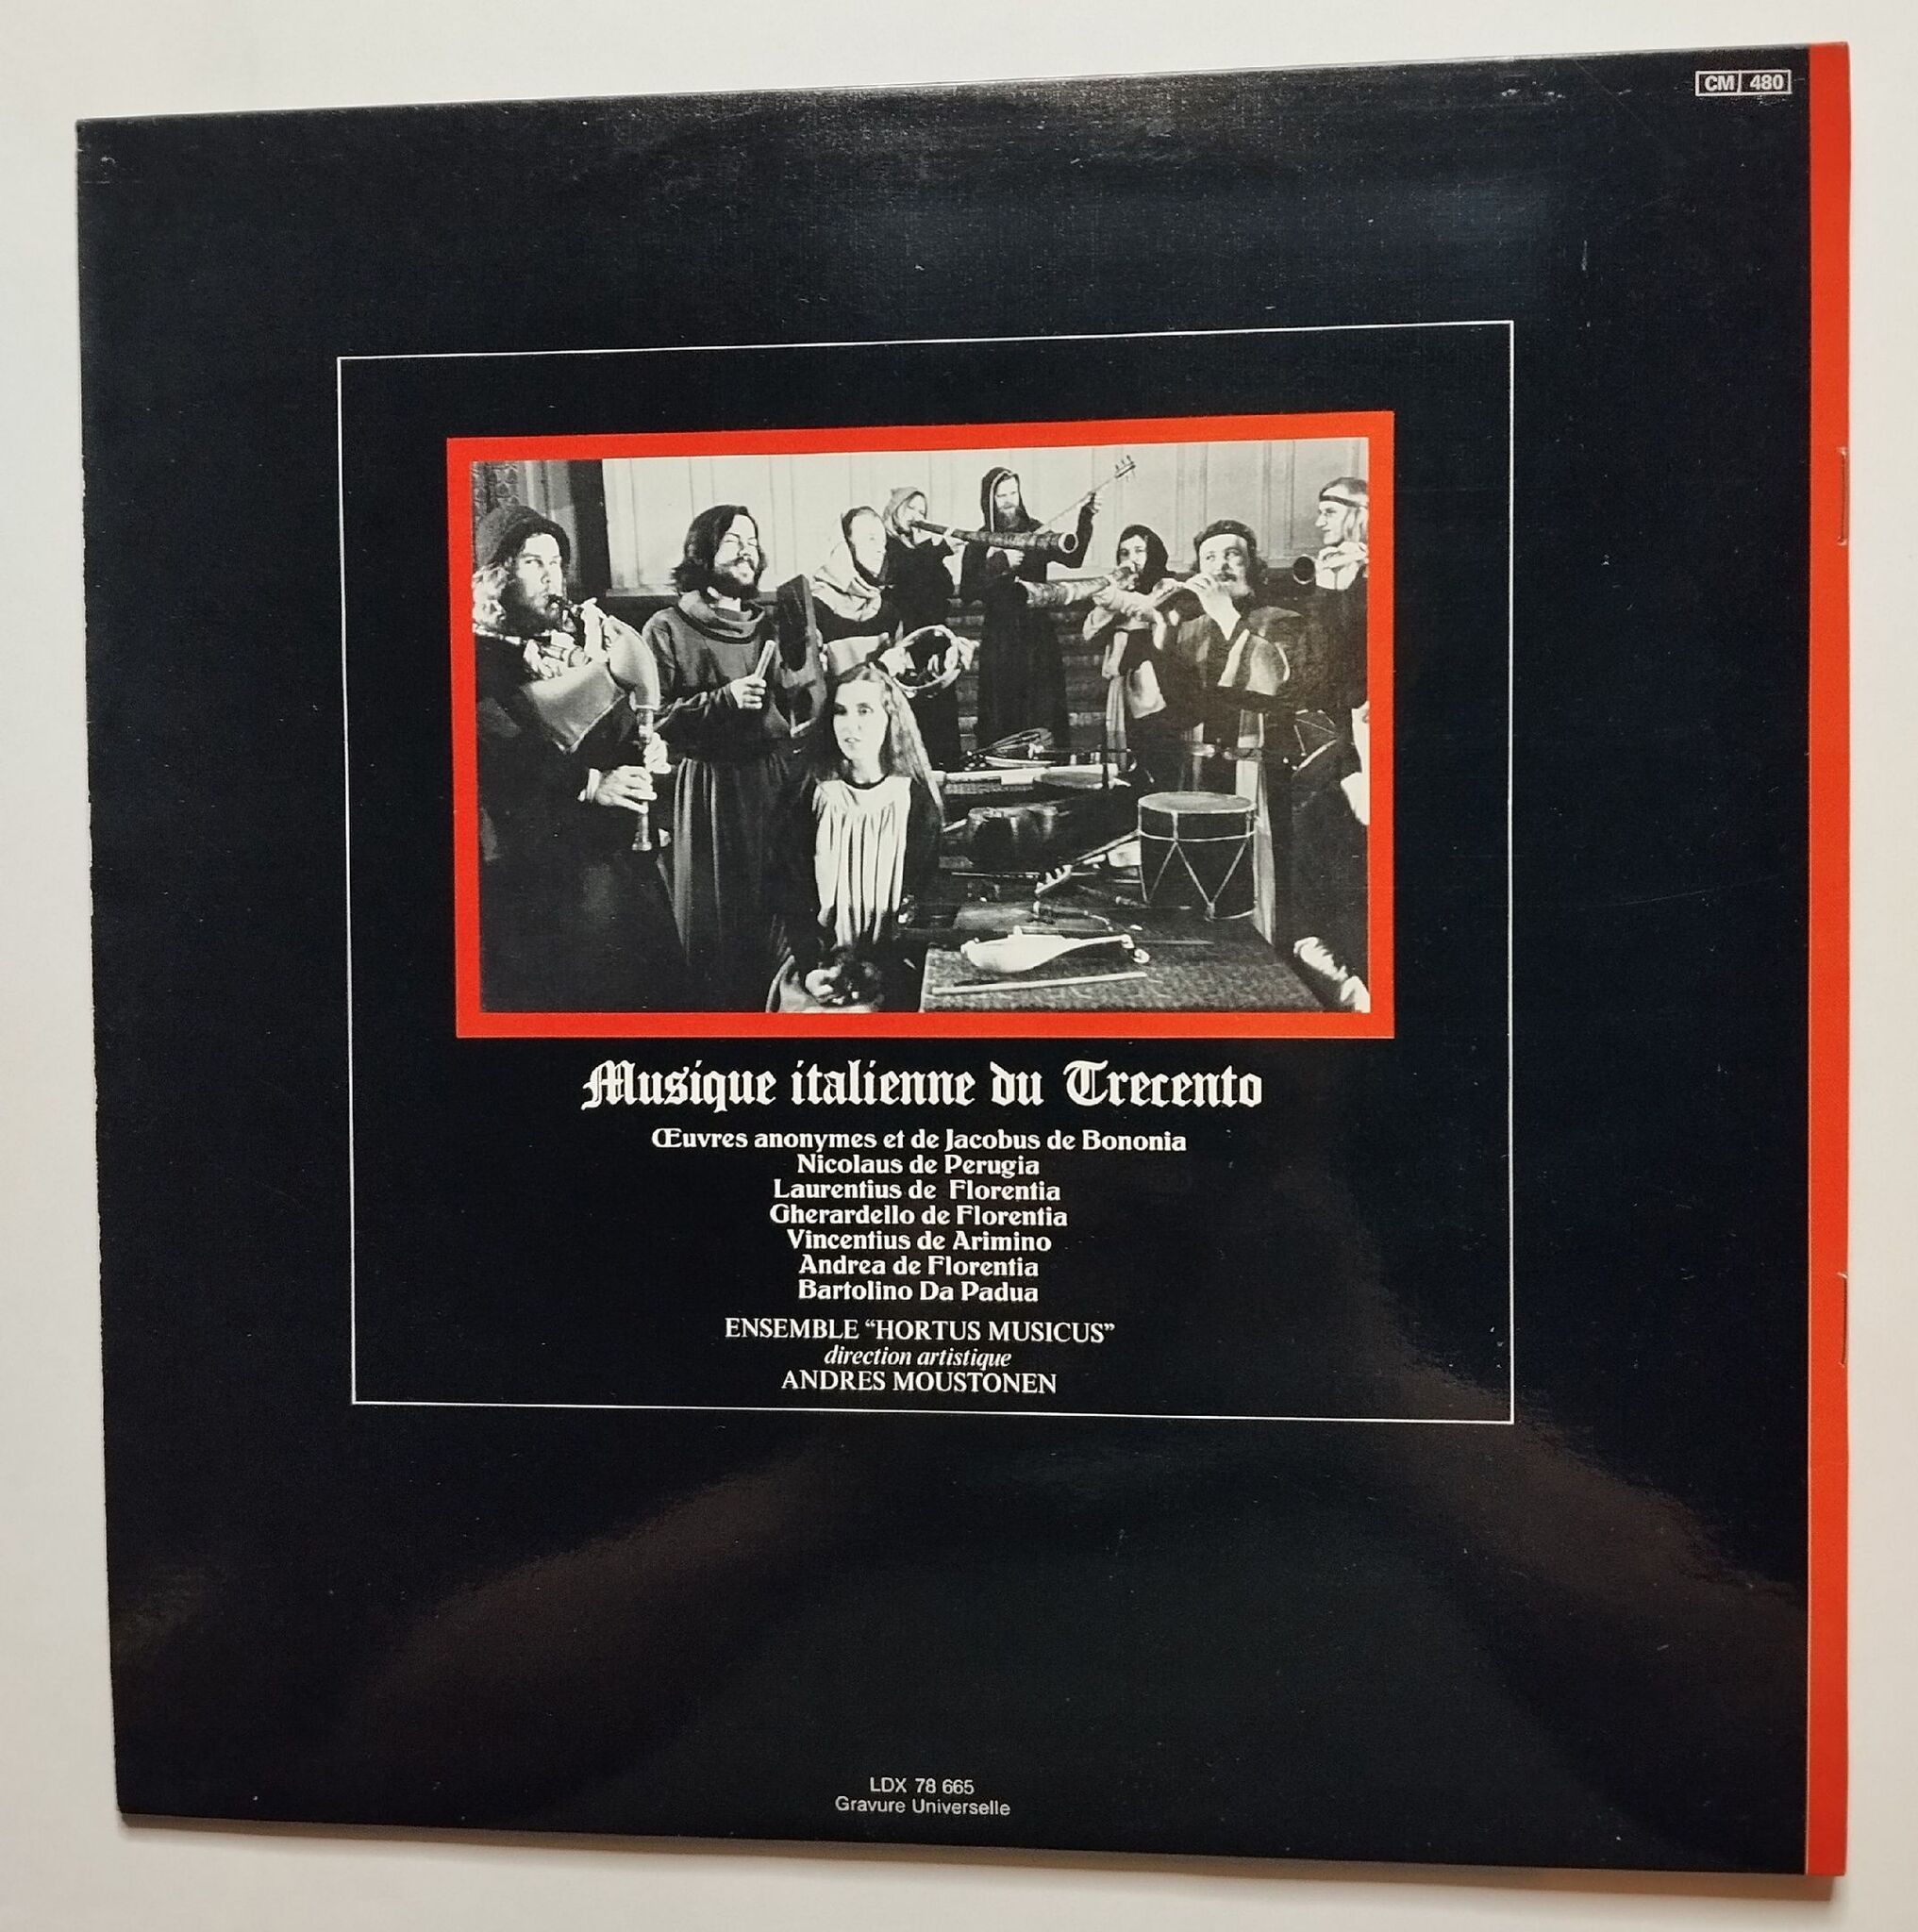 CM 480
Musique italienne du Trecento
Œuvres anonymes et de Jacobus de Bononia
Nicolaus de Perugia
Laurentius de Florentia
Gherardello de Florentia
Vincentius de Arimino
Andrea de Florentia
Bartolino Da Padua
ENSEMBLE “HORTUS MUSICUS”
direction artistique
ANDRES MOUSTONEN
LDX 78 665
Gravure Universelle